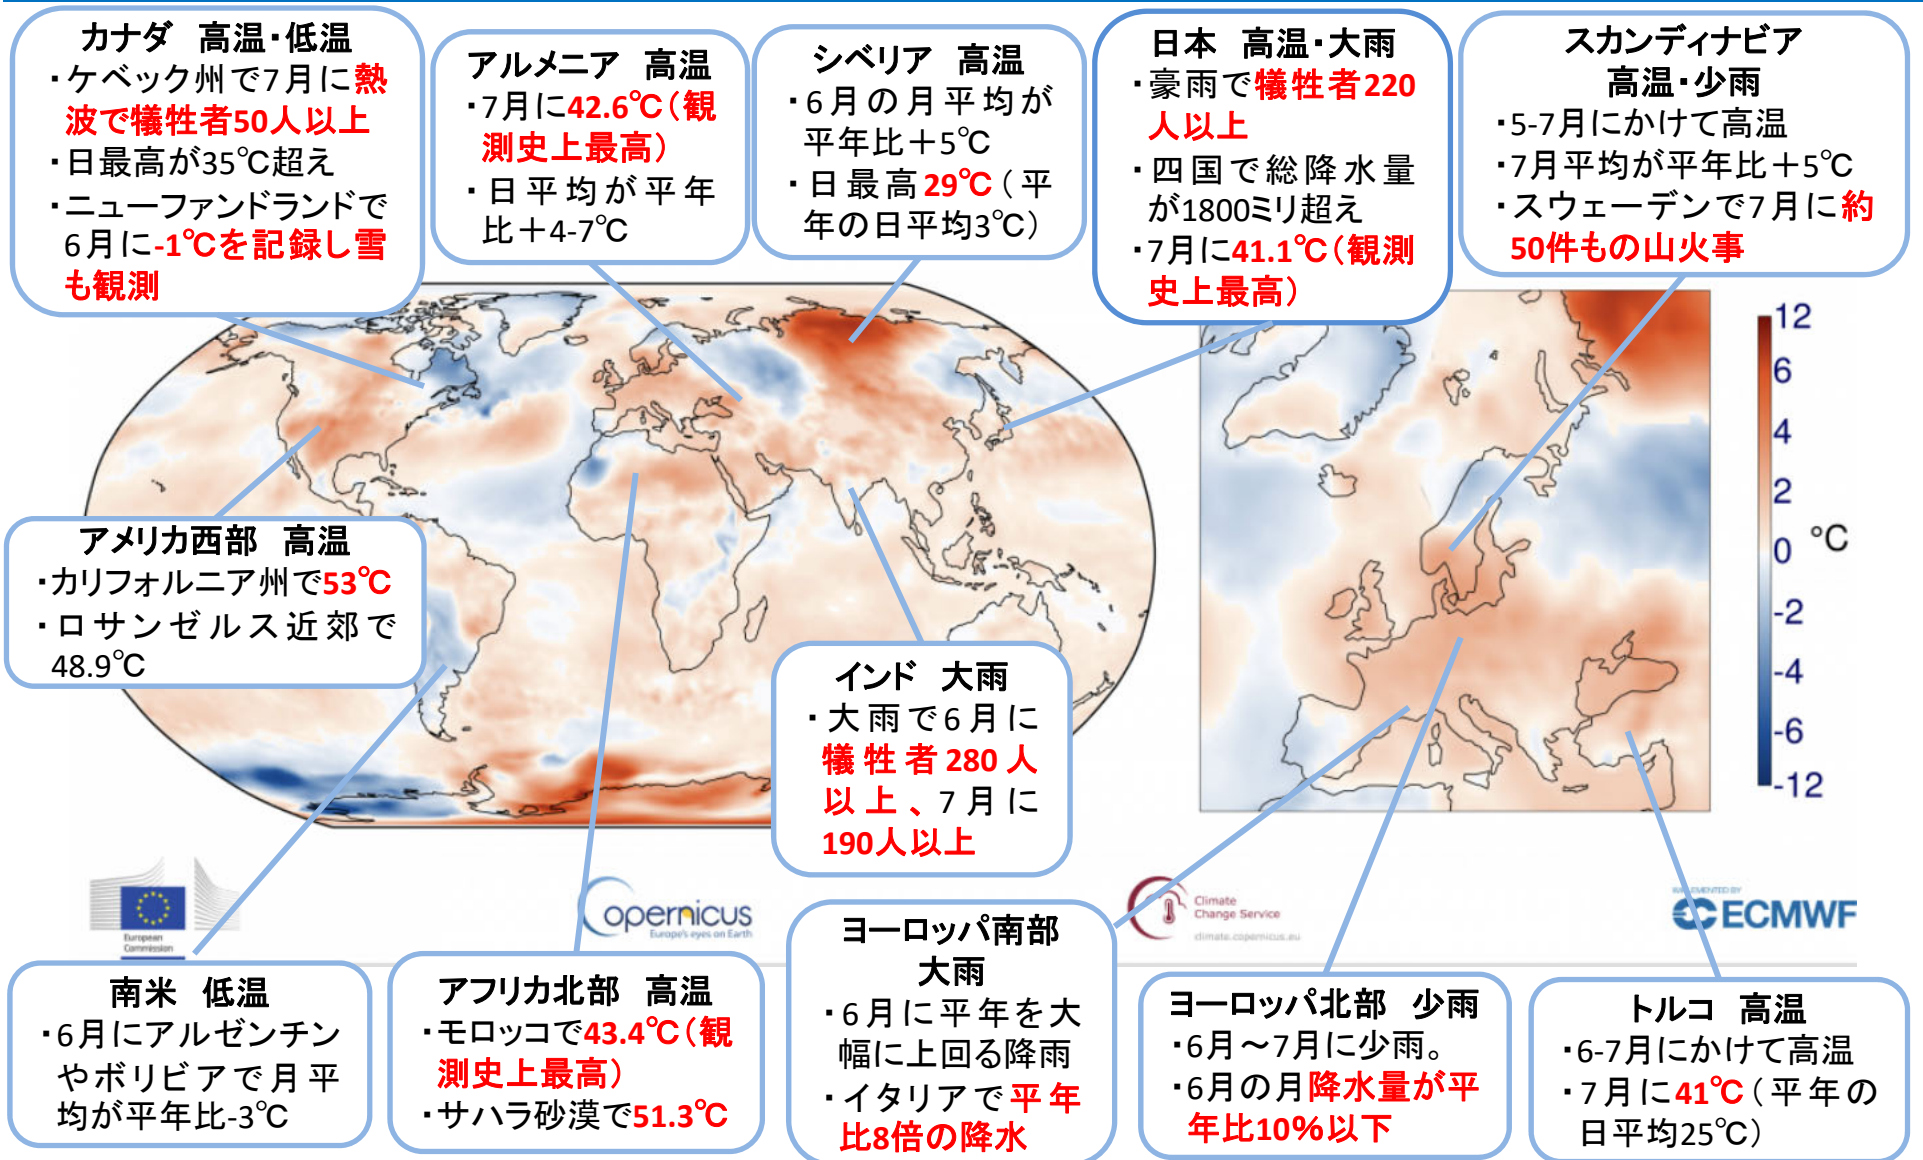 カナダ 高温・低温
・ケベック州で7月に熱
波で犠牲者50人以上
・日最高が35℃超え
・ニューファンドランドで
6月に-1℃を記録し雪
も観測
アルメニア 高温
・7月に42.6℃(観
測史上最高)
・日平均が平年
比＋4-7℃
シベリア 高温
・6月の月平均が
平年比＋5℃
・日最高29℃(平
年の日平均3℃)
日本 高温・大雨
・豪雨で犠牲者220
人以上
・四国で総降水量
が1800ミリ超え
・7月に41.1℃(観測
史上最高)
スカンディナビア
高温・少雨
・5-7月にかけて高温
・7月平均が平年比＋5℃
・スウェーデンで7月に約
50件もの山火事
12
6
4
2
0
-2
-4
-6
-12
℃
アメリカ西部 高温
・カリフォルニア州で53℃
・ロサンゼルス近郊で
48.9℃
インド 大雨
・大雨で6月に
犠牲者280人
以上、7月に
190人以上
European
Commission
opernicus
Europe's eyes on Earth
Climate
Change Service
climate.copernicus.eu
IMPLEMENTED BY
ECMWF
南米 低温
・6月にアルゼンチン
やボリビアで月平
均が平年比-3℃
アフリカ北部 高温
・モロッコで43.4℃(観
測史上最高)
・サハラ砂漠で51.3℃
ヨーロッパ南部
大雨
・6月に平年を大
幅に上回る降雨
・イタリアで平年
比8倍の降水
ヨーロッパ北部 少雨
・6月～7月に少雨。
・6月の月降水量が平
年比10%以下
トルコ 高温
・6-7月にかけて高温
・7月に41℃(平年の
日平均25℃)